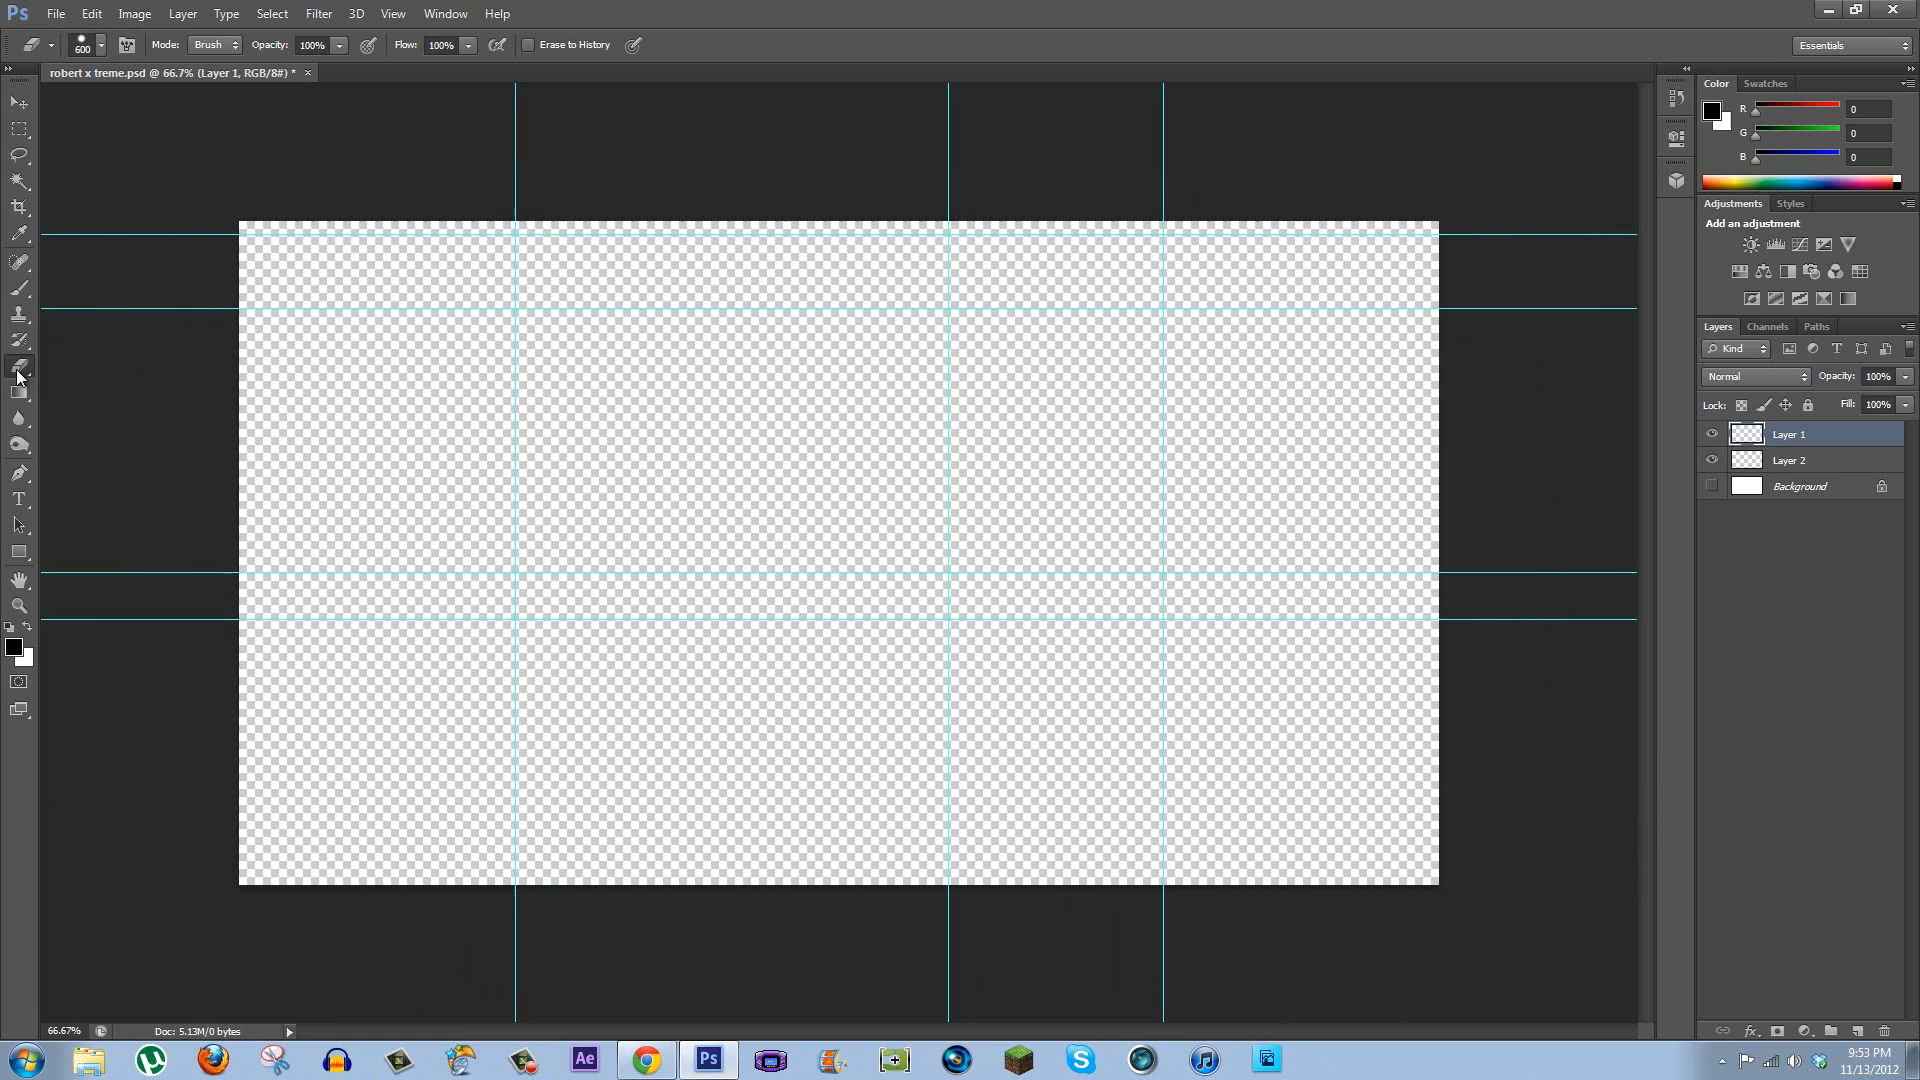 Ps File Edit Image Layer Type Select Filter 3D View Window Help
600 Mode: Brush Opacity: 100% Flow: 100% Erase to History Essentials
robert x treme.psd @ 66.7% (Layer 1, RGB/8#) * ×
Color Swatches
R 0
G 0
B 0
Adjustments Styles
Add an adjustment
Layers Channels Paths
Kind
Normal Opacity: 100%
Lock: Fill: 100%
Layer 1
Layer 2
Background
66.67% Doc: 5.13M/0 bytes
Ae Ps
9:53 PM
11/13/2012